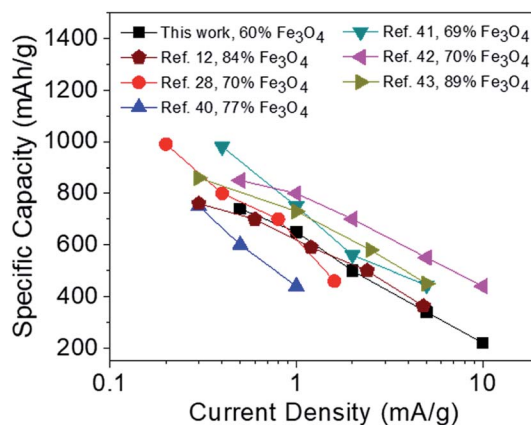 1400
1200
1000
800
600
400
200
Specific Capacity (mAh/g)
This work, 60% Fe₃O₄
Ref. 12, 84% Fe₃O₄
Ref. 28, 70% Fe₃O₄
Ref. 40, 77% Fe₃O₄
Ref. 41, 69% Fe₃O₄
Ref. 42, 70% Fe₃O₄
Ref. 43, 89% Fe₃O₄
0.1 1 10
Current Density (mA/g)